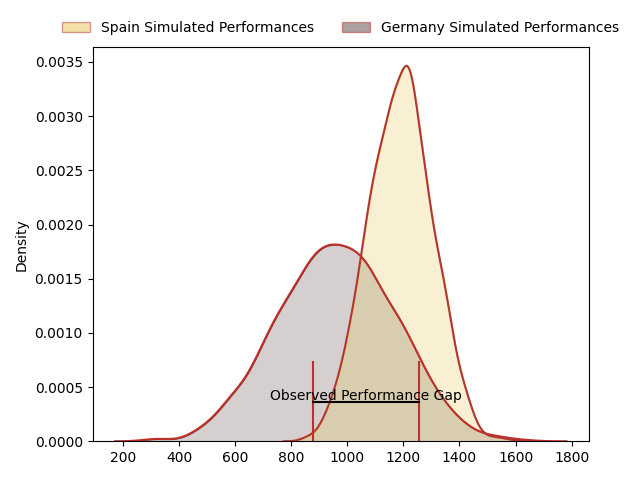 Spain Simulated Performances
Germany Simulated Performances
0.0035
0.0030
0.0025
0.0020
0.0015
0.0010
0.0005
0.0000
Density
Observed Performance Gap
200 400 600 800 1000 1200 1400 1600 1800